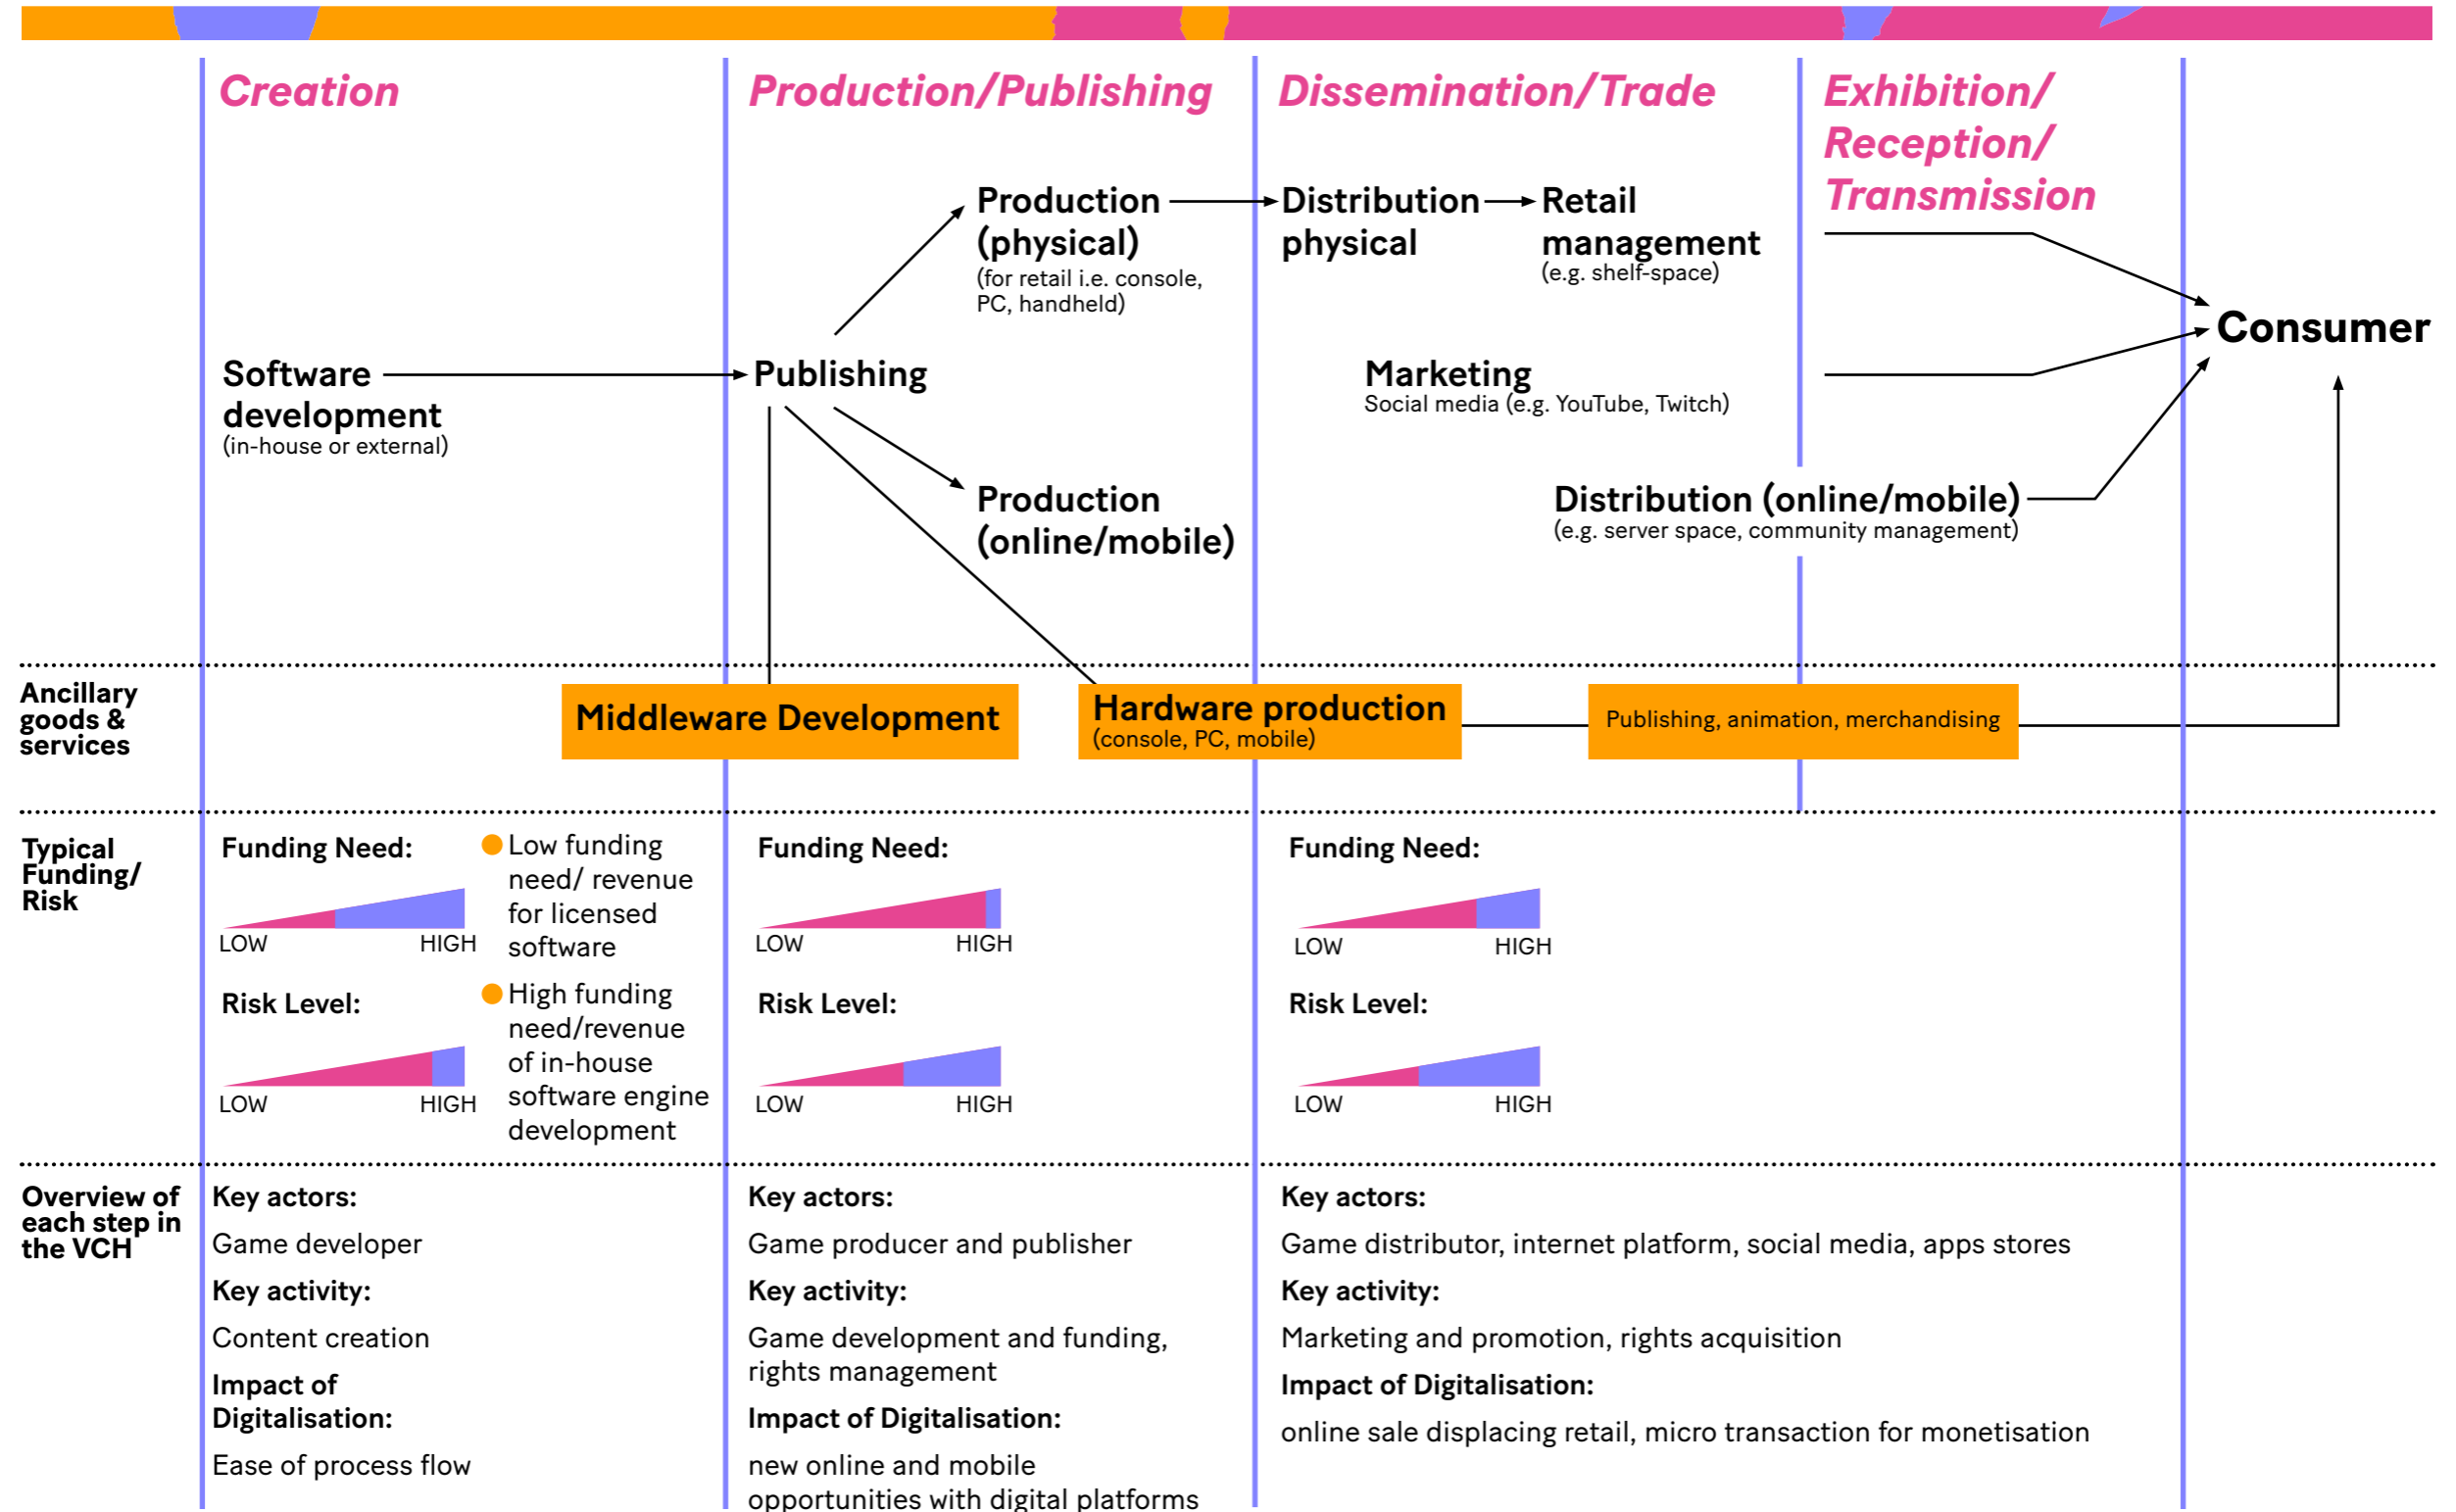 Creation
Production/Publishing
Dissemination/Trade
Exhibition/
Reception/
Transmission
Software
development
(in-house or external)
Publishing
Production
(physical)
(for retail i.e. console,
PC, handheld)
Production
(online/mobile)
Distribution
physical
Retail
management
(e.g. shelf-space)
Marketing
Social media (e.g. YouTube, Twitch)
Distribution (online/mobile)
(e.g. server space, community management)
Consumer
Ancillary
goods &
services
Middleware Development
Hardware production
(console, PC, mobile)
Publishing, animation, merchandising
Typical
Funding/
Risk
Funding Need:
LOW HIGH
Risk Level:
LOW HIGH
Low funding
need/ revenue
for licensed
software
High funding
need/revenue
of in-house
software engine
development
Funding Need:
LOW HIGH
Risk Level:
LOW HIGH
Funding Need:
LOW HIGH
Risk Level:
LOW HIGH
Overview of
each step in
the VCH
Key actors:
Game developer
Key activity:
Content creation
Impact of
Digitalisation:
Ease of process flow
Key actors:
Game producer and publisher
Key activity:
Game development and funding,
rights management
Impact of Digitalisation:
new online and mobile
opportunities with digital platforms
Key actors:
Game distributor, internet platform, social media, apps stores
Key activity:
Marketing and promotion, rights acquisition
Impact of Digitalisation:
online sale displacing retail, micro transaction for monetisation